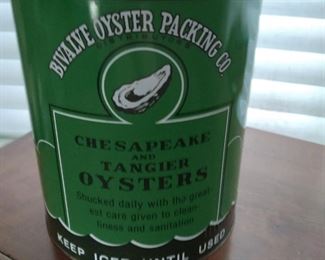 BIVALVE OYSTER PACKING CO.
DISTRIBUTORS
CHESAPEAKE
AND
TANGIER
OYSTERS
Shucked daily with the great-
est care given to clean-
liness and sanitation
KEEP ICED UNTIL USED